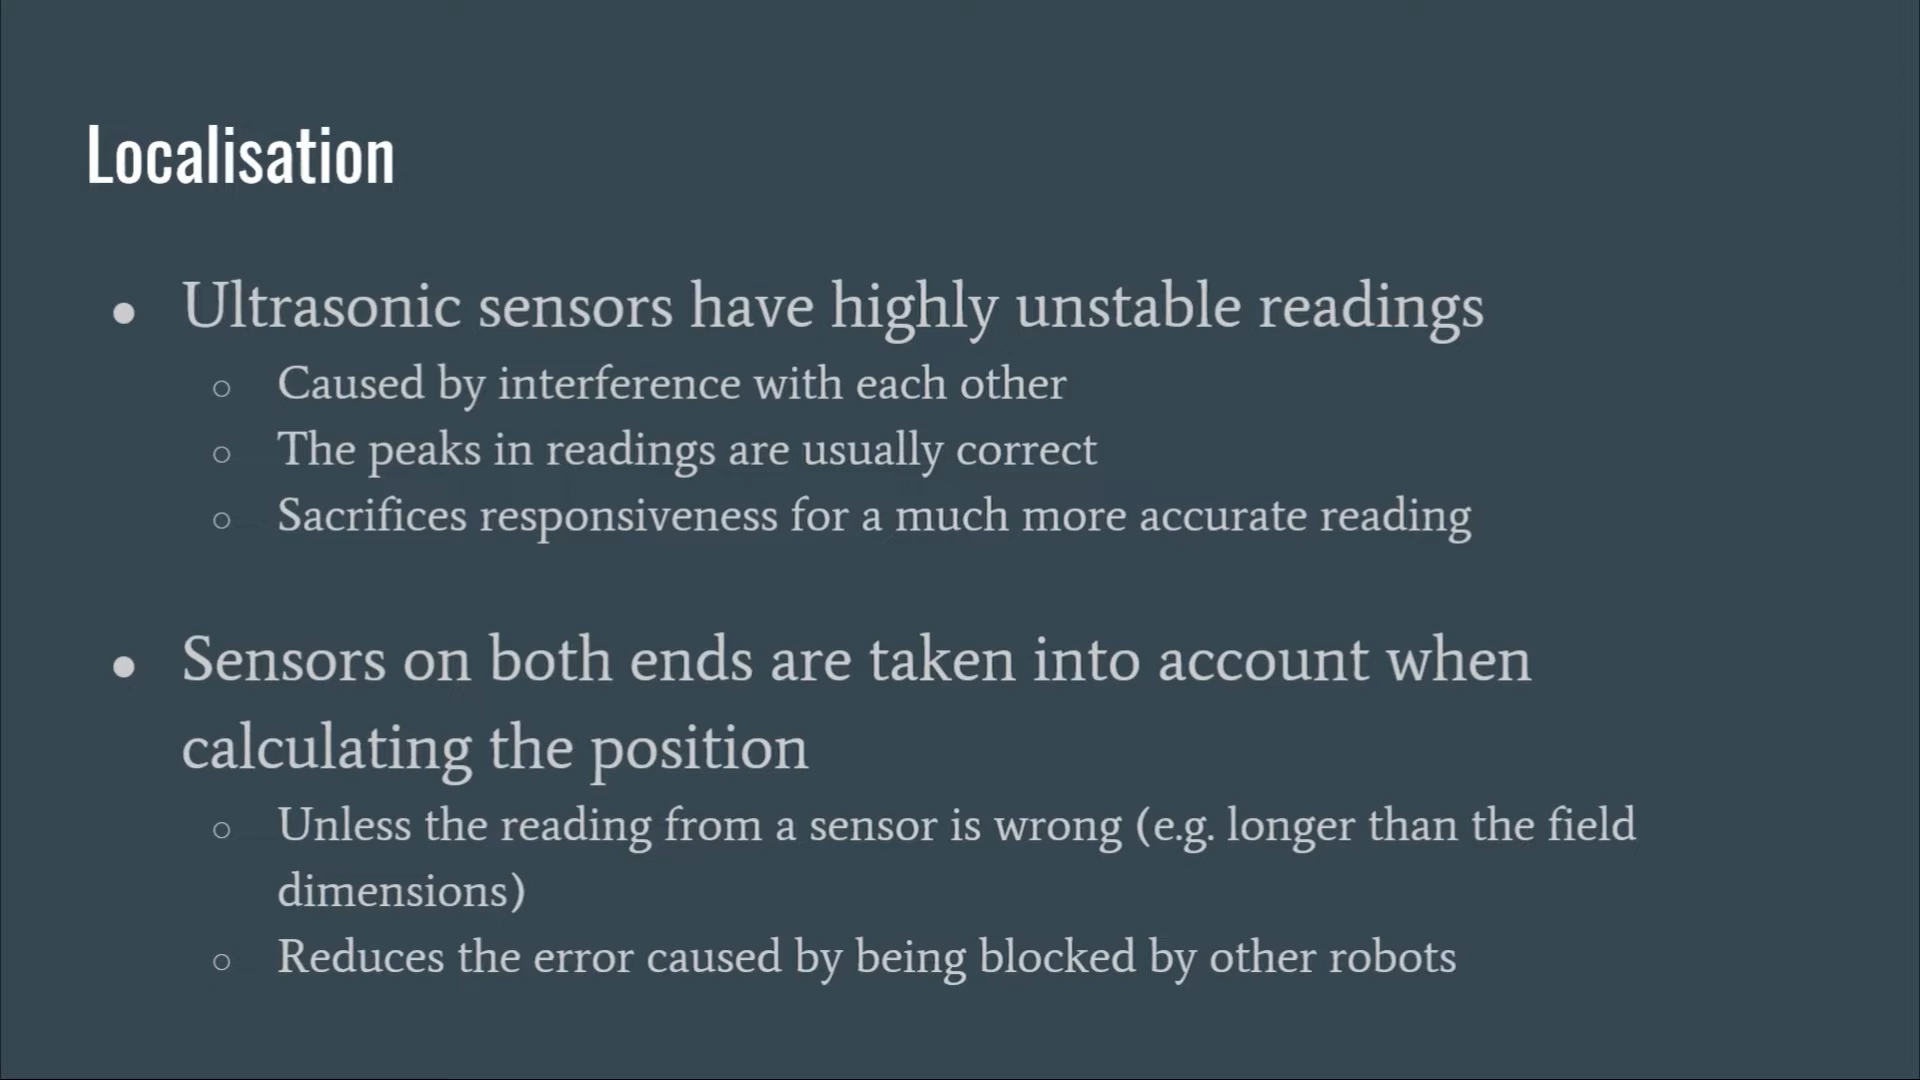 Localisation
● Ultrasonic sensors have highly unstable readings
○ Caused by interference with each other
○ The peaks in readings are usually correct
○ Sacrifices responsiveness for a much more accurate reading
● Sensors on both ends are taken into account when
calculating the position
○ Unless the reading from a sensor is wrong (e.g. longer than the field
dimensions)
○ Reduces the error caused by being blocked by other robots